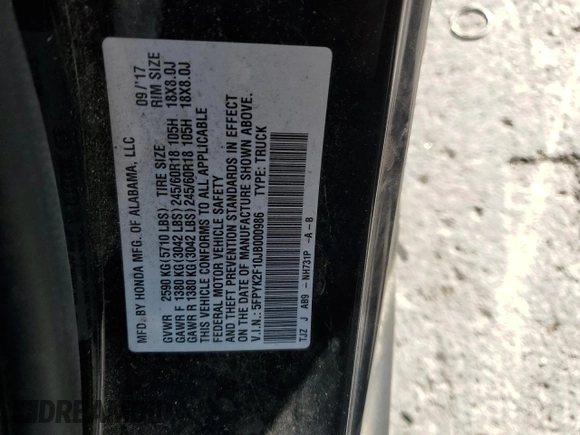 MFD. BY HONDA MFG. OF ALABAMA, LLC 09/'17
GVWR 2590 KG(5710 LBS) TIRE SIZE RIM SIZE
GAWR F 1380 KG(3042 LBS) 245/60R18 105H 18X8.0J
GAWR R 1380 KG(3042 LBS) 245/60R18 105H 18X8.0J
THIS VEHICLE CONFORMS TO ALL APPLICABLE
FEDERAL MOTOR VEHICLE SAFETY
AND THEFT PREVENTION STANDARDS IN EFFECT
ON THE DATE OF MANUFACTURE SHOWN ABOVE.
V.I.N.: 5FPYK2F10JB000986 TYPE: TRUCK
TJZ J AB9 - NH731P -A-B